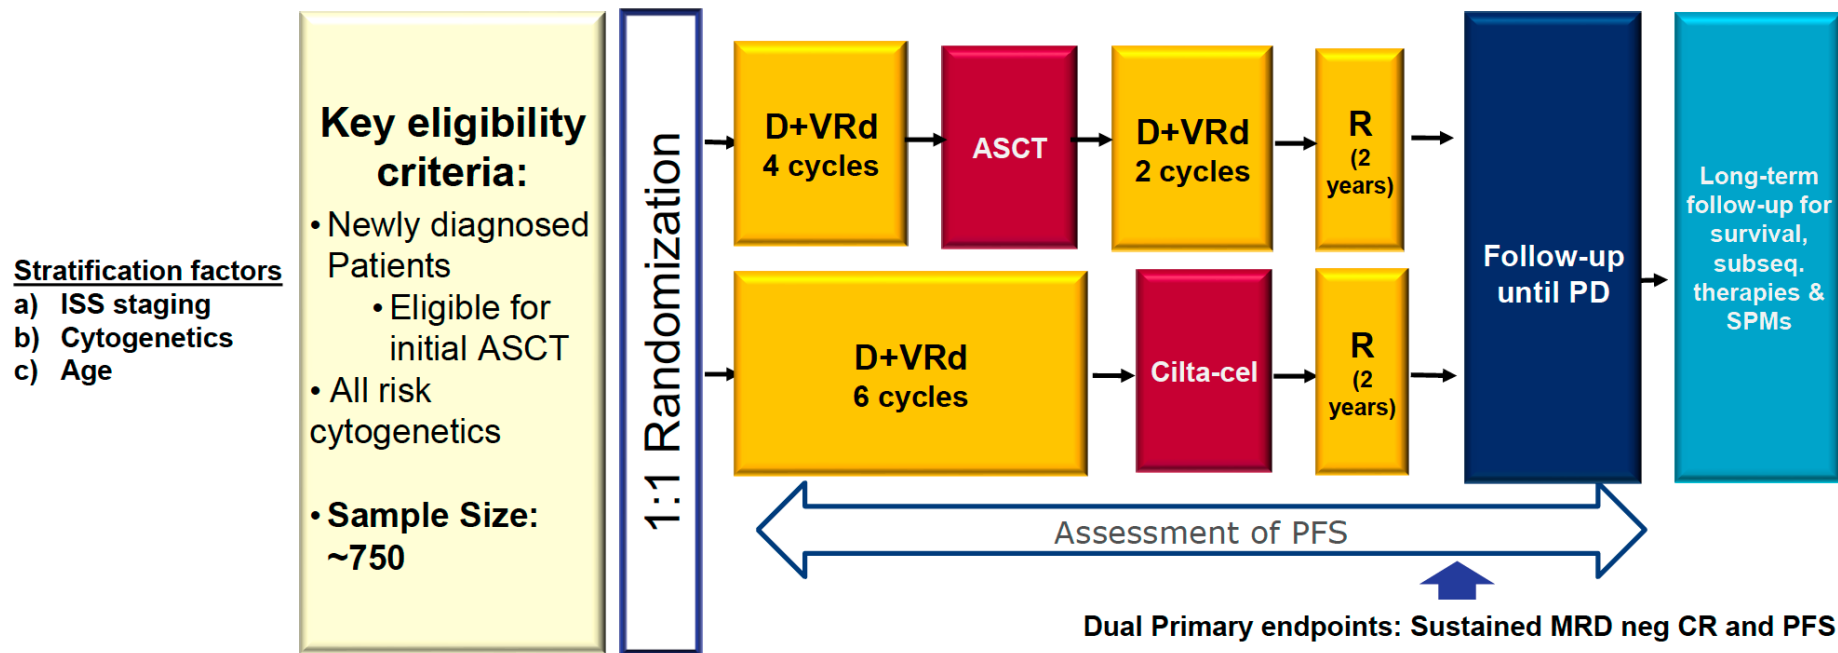 Stratification factors
a) ISS staging
b) Cytogenetics
c) Age
Key eligibility
criteria:
• Newly diagnosed
Patients
• Eligible for
initial ASCT
• All risk
cytogenetics
• Sample Size:
~750
1:1 Randomization
D+VRd
4 cycles
ASCT
D+VRd
2 cycles
R
(2
years)
D+VRd
6 cycles
Cilta-cel
R
(2
years)
Follow-up
until PD
Long-term
follow-up for
survival,
subseq.
therapies &
SPMs
Assessment of PFS
Dual Primary endpoints: Sustained MRD neg CR and PFS